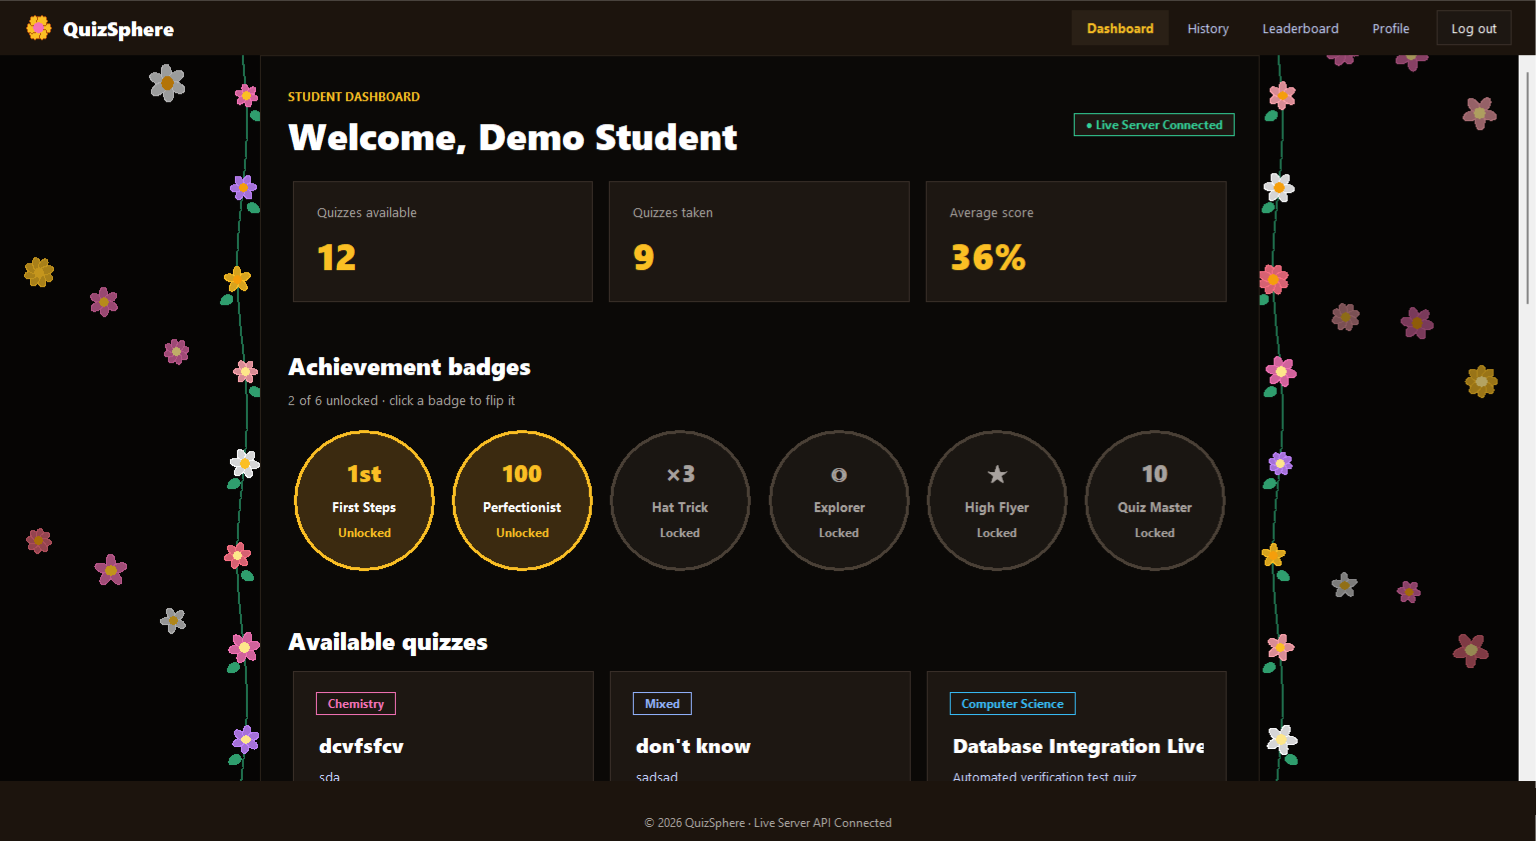 QuizSphere
Dashboard
History
Leaderboard
Profile
Log out
STUDENT DASHBOARD
Welcome, Demo Student
● Live Server Connected
Quizzes available
12
Quizzes taken
9
Average score
36%
Achievement badges
2 of 6 unlocked · click a badge to flip it
1st
First Steps
Unlocked
100
Perfectionist
Unlocked
×3
Hat Trick
Locked
Explorer
Locked
★
High Flyer
Locked
10
Quiz Master
Locked
Available quizzes
Chemistry
dcvfsfcv
sda
Mixed
don't know
sadsad
Computer Science
Database Integration Live
Automated verification test quiz
© 2026 QuizSphere · Live Server API Connected